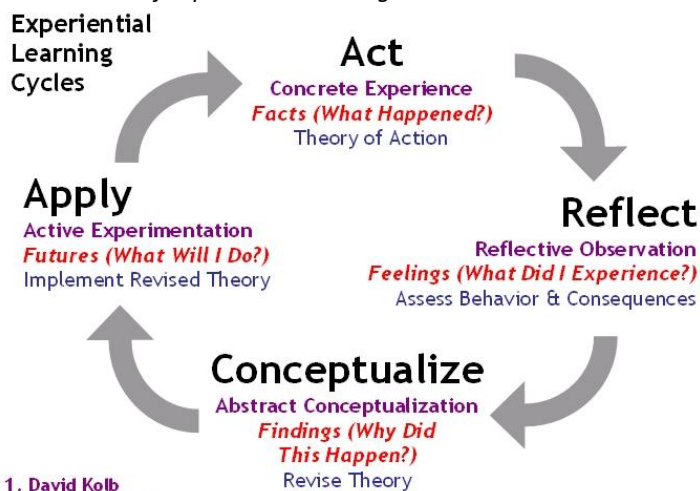 Experiential
Learning
Cycles
Act
Concrete Experience
Facts (What Happened?)
Theory of Action
Reflect
Reflective Observation
Feelings (What Did I Experience?)
Assess Behavior & Consequences
Conceptualize
Abstract Conceptualization
Findings (Why Did
This Happen?)
Revise Theory
Apply
Active Experimentation
Futures (What Will I Do?)
Implement Revised Theory
1. David Kolb